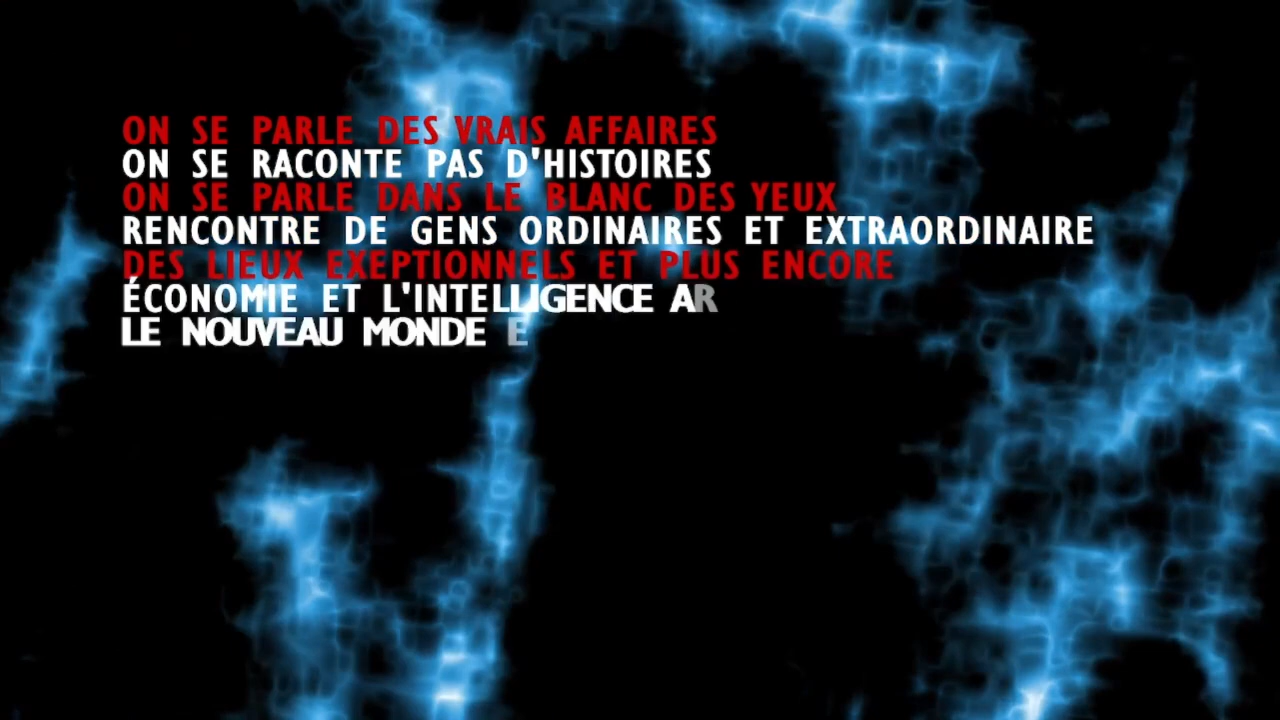 ON SE PARLE DES VRAIS AFFAIRES
ON SE RACONTE PAS D'HISTOIRES
ON SE PARLE DANS LE BLANC DES YEUX
RENCONTRE DE GENS ORDINAIRES ET EXTRAORDINAIRE
DES LIEUX EXEPTIONNELS ET PLUS ENCORE
ÉCONOMIE ET L'INTELLIGENCE AR
LE NOUVEAU MONDE E